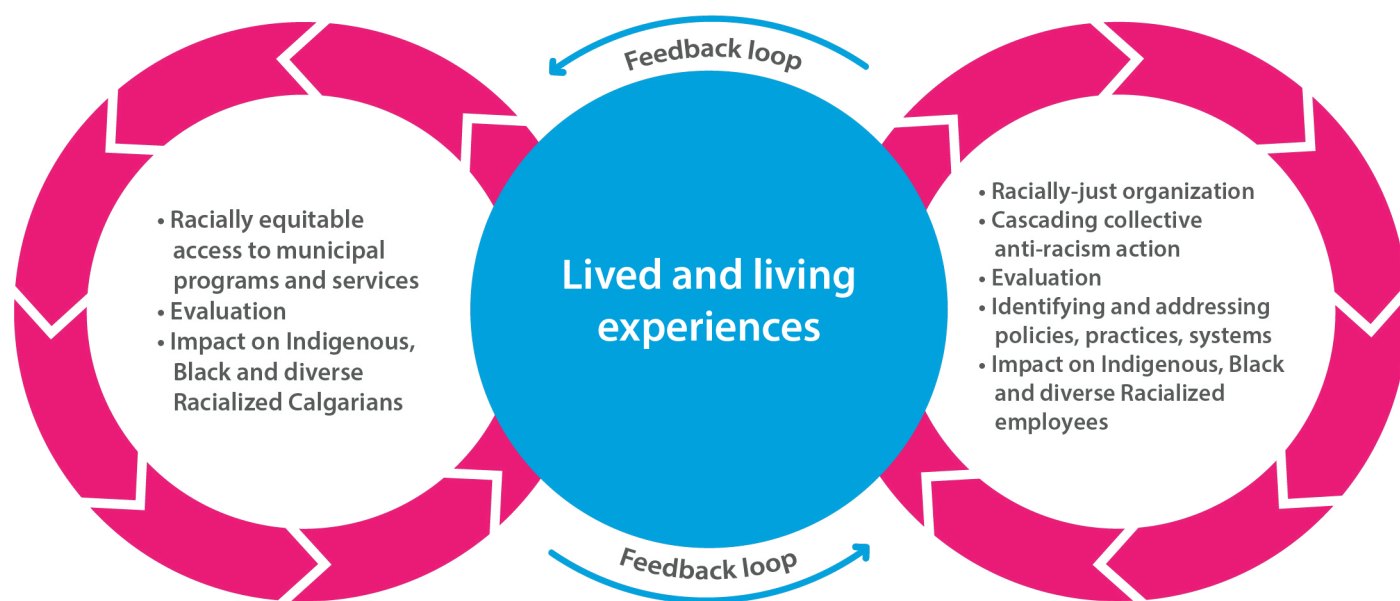 Feedback loop
• Racially equitable
access to municipal
programs and services
• Evaluation
• Impact on Indigenous,
Black and diverse
Racialized Calgarians
Lived and living
experiences
• Racially-just organization
• Cascading collective
anti-racism action
• Evaluation
• Identifying and addressing
policies, practices, systems
• Impact on Indigenous, Black
and diverse Racialized
employees
Feedback loop